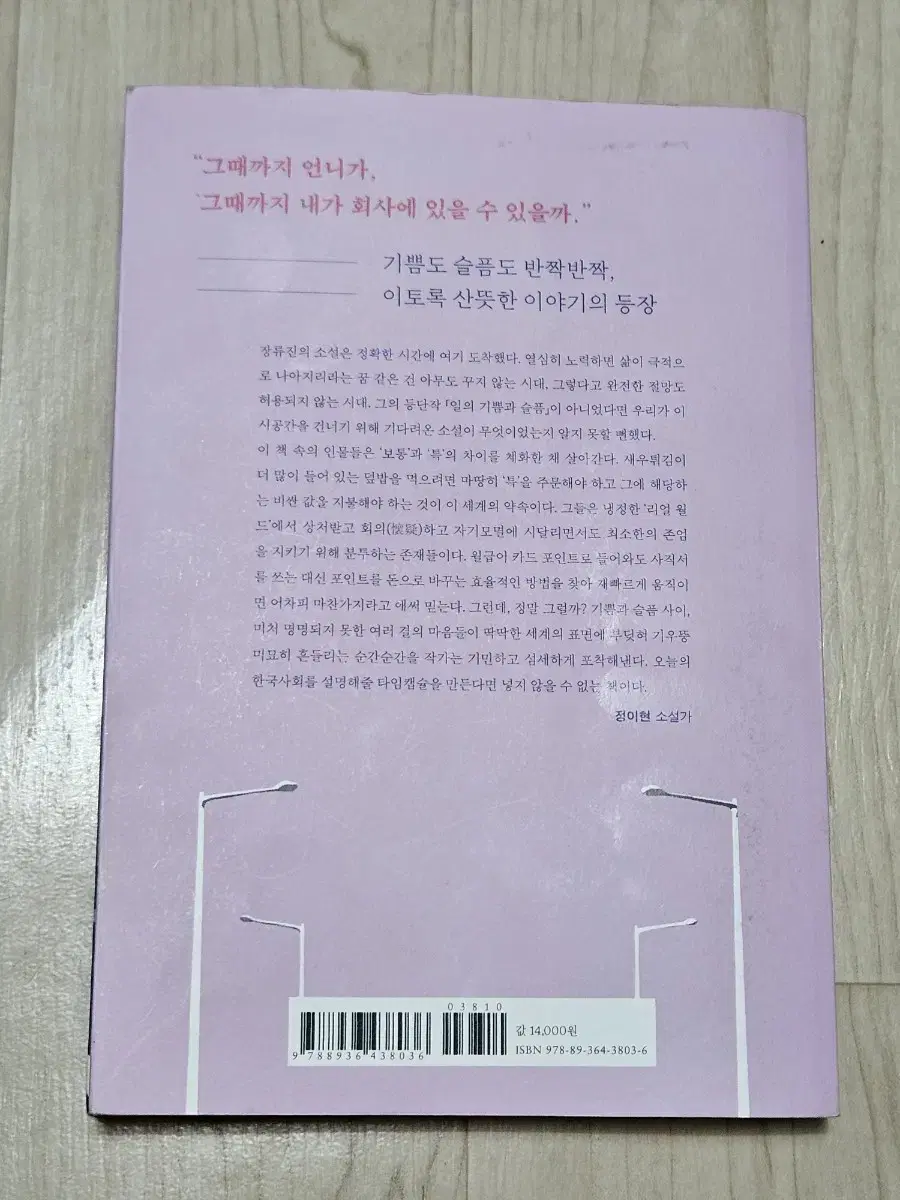 “그때까지 언니가,
그때까지 내가 회사에 있을 수 있을까.”
기쁨도 슬픔도 반짝반짝,
이토록 산뜻한 이야기의 등장
장류진의 소설은 정확한 시간에 여기 도착했다. 열심히 노력하면 삶이 극적으
로 나아지리라는 꿈 같은 건 아무도 꾸지 않는 시대, 그렇다고 완전한 절망도
허용되지 않는 시대. 그의 등단작 「일의 기쁨과 슬픔」이 아니었다면 우리가 이
시공간을 건너기 위해 기다려온 소설이 무엇이었는지 알지 못할 뻔했다.
이 책 속의 인물들은 ‘보통’과 ‘특’의 차이를 체화한 채 살아간다. 새우튀김이
더 많이 들어 있는 덮밥을 먹으려면 마땅히 ‘특’을 주문해야 하고 그에 해당하
는 비싼 값을 지불해야 하는 것이 이 세계의 약속이다. 그들은 냉정한 ‘리얼 월
드’에서 상처받고 회의(懷疑)하고 자기모멸에 시달리면서도 최소한의 존엄
을 지키기 위해 분투하는 존재들이다. 월급이 카드 포인트로 들어와도 사직서
를 쓰는 대신 포인트를 돈으로 바꾸는 효율적인 방법을 찾아 재빠르게 움직이
면 어차피 마찬가지라고 애써 믿는다. 그런데, 정말 그럴까? 기쁨과 슬픔 사이,
미처 명명되지 못한 여러 결의 마음들이 딱딱한 세계의 표면에 부딪혀 기우뚱
미묘히 흔들리는 순간순간을 작가는 기민하고 섬세하게 포착해낸다. 오늘의
한국사회를 설명해줄 타임캡슐을 만든다면 넣지 않을 수 없는 책이다.
정이현 소설가
03810
값 14,000원
9 788936 438036
ISBN 978-89-364-3803-6